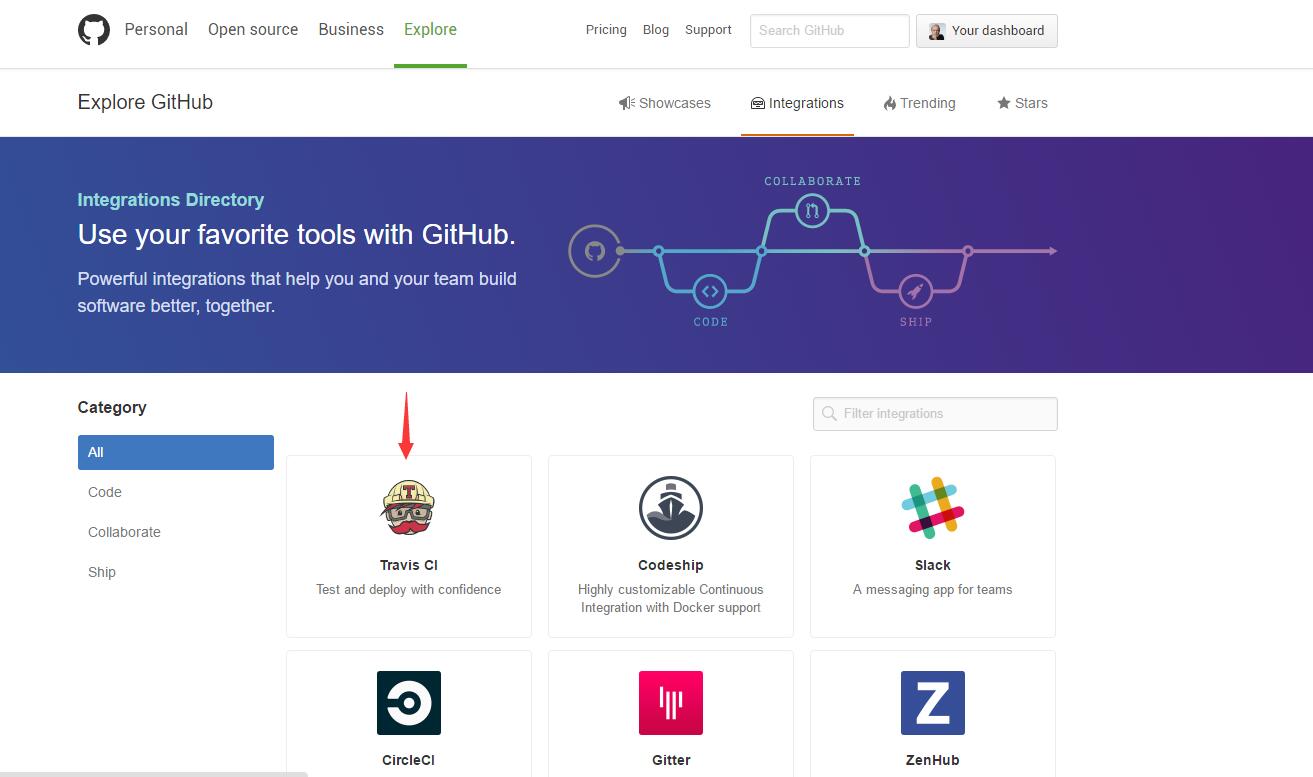 Personal Open source Business Explore Pricing Blog Support Search GitHub Your dashboard
Explore GitHub Showcases Integrations Trending Stars
Integrations Directory
Use your favorite tools with GitHub.
Powerful integrations that help you and your team build
software better, together.
COLLABORATE
CODE
SHIP
Category
Filter integrations
All
Code
Collaborate
Ship
T
Travis CI
Test and deploy with confidence
Codeship
Highly customizable Continuous
Integration with Docker support
Slack
A messaging app for teams
CircleCI
Gitter
Z
ZenHub